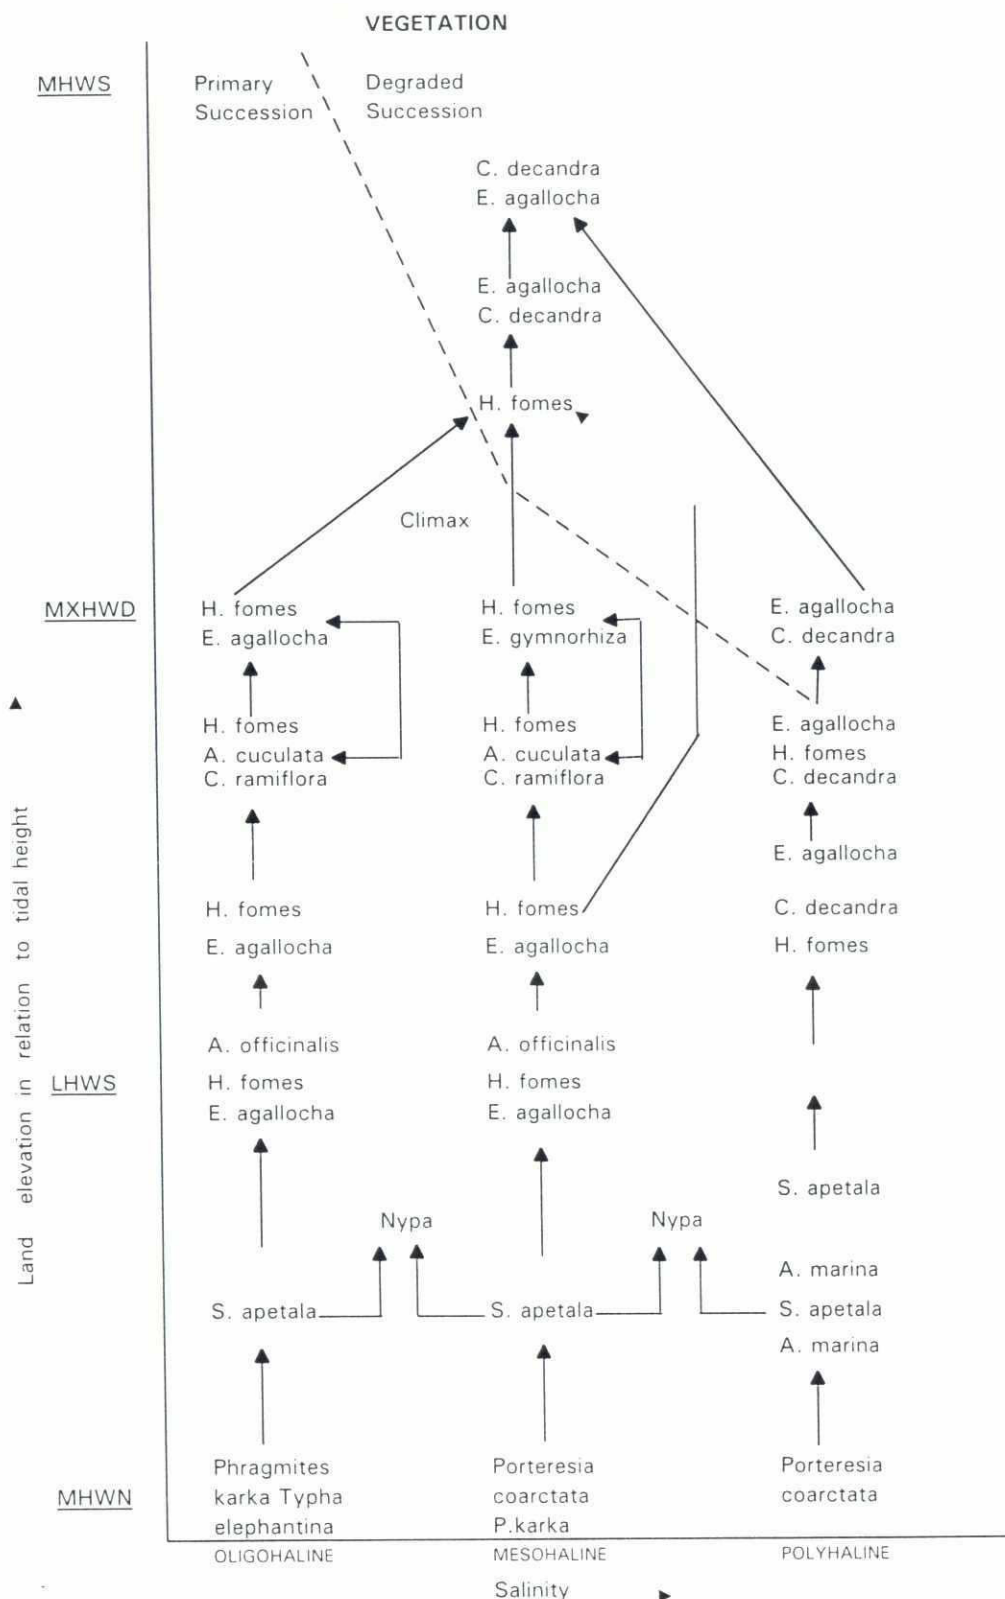 VEGETATION
MHWS
Primary
Succession
Degraded
Succession
C. decandra
E. agallocha
E. agallocha
C. decandra
H. fomes
Climax
MXHWD
H. fomes
E. agallocha
H. fomes
E. gymnorhiza
E. agallocha
C. decandra
H. fomes
A. cuculata
C. ramiflora
H. fomes
A. cuculata
C. ramiflora
E. agallocha
H. fomes
C. decandra
E. agallocha
H. fomes
E. agallocha
H. fomes
E. agallocha
C. decandra
H. fomes
Land elevation in relation to tidal height
LHWS
A. officinalis
H. fomes
E. agallocha
A. officinalis
H. fomes
E. agallocha
S. apetala
Nypa
Nypa
A. marina
S. apetala
S. apetala
S. apetala
A. marina
MHWN
Phragmites
karka Typha
elephantina
Porteresia
coarctata
P.karka
Porteresia
coarctata
OLIGOHALINE
MESOHALINE
POLYHALINE
Salinity